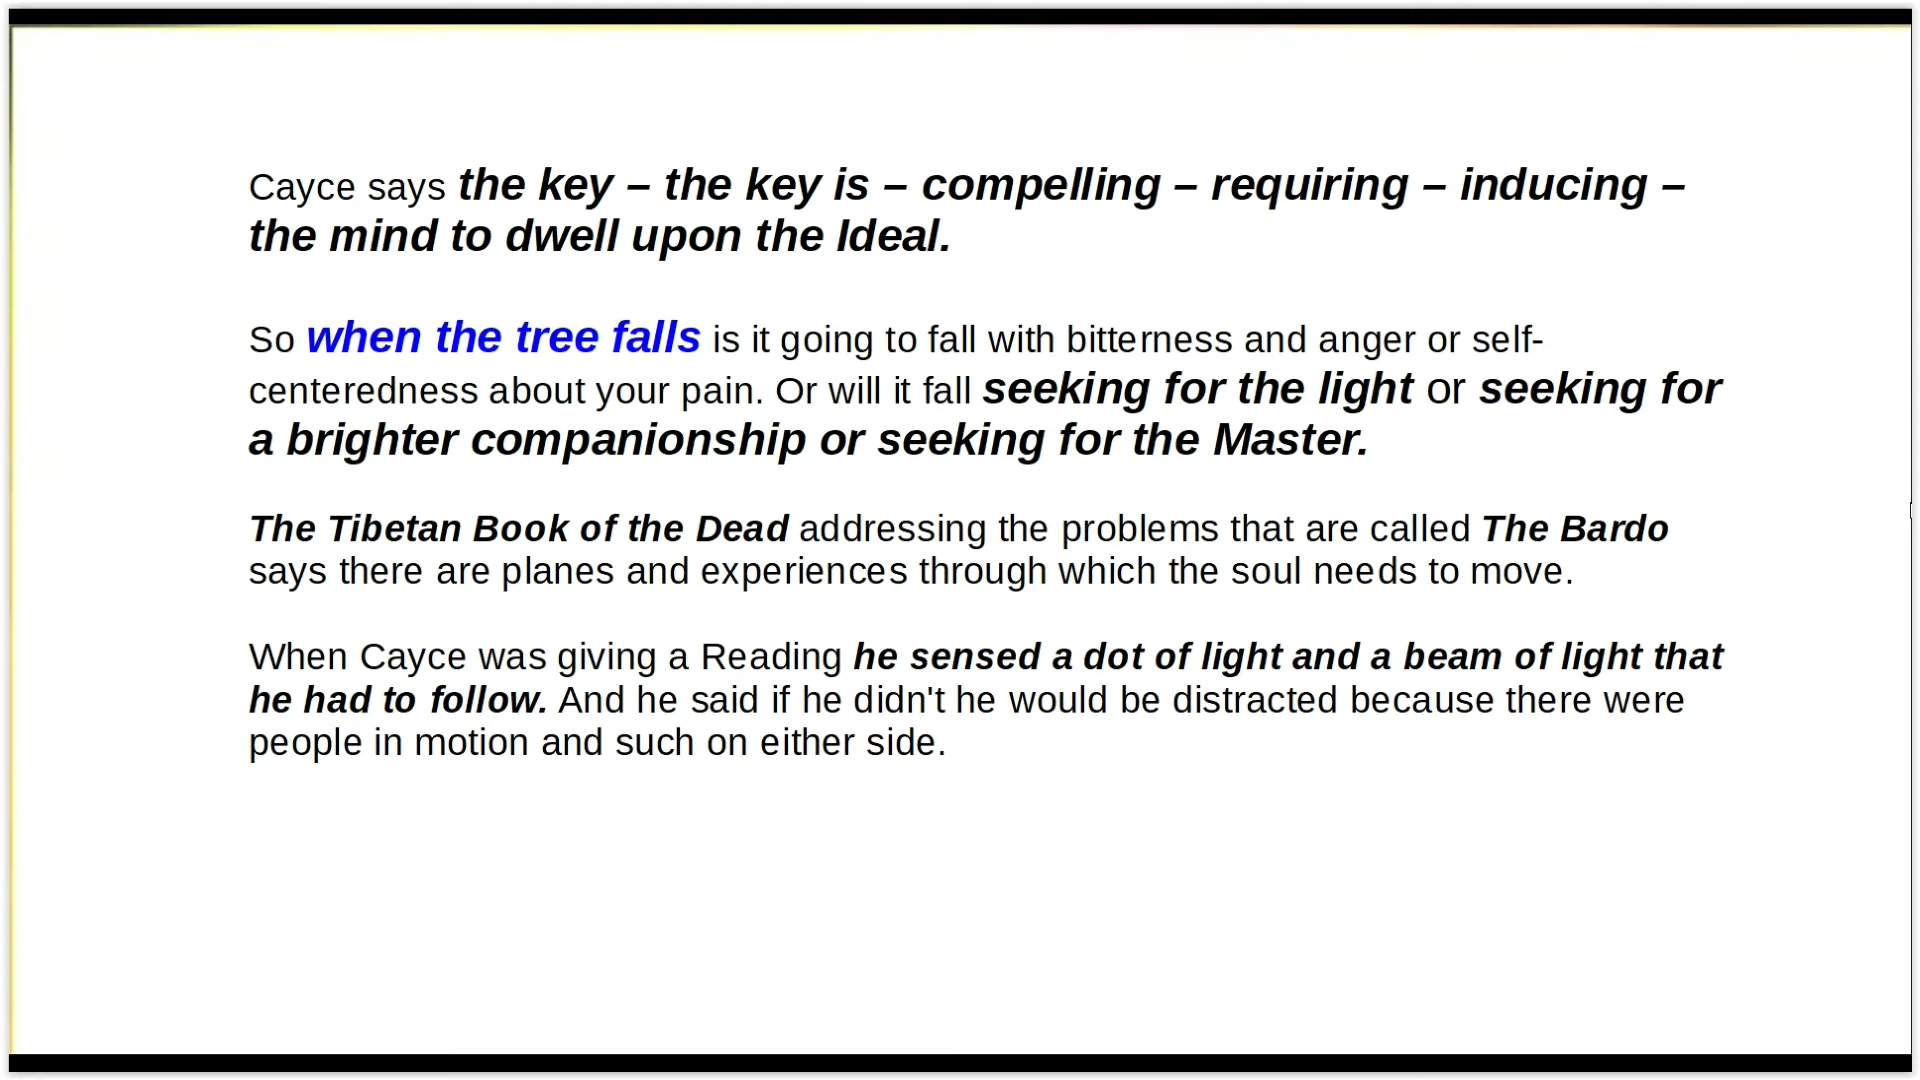 Cayce says the key – the key is – compelling – requiring – inducing –
the mind to dwell upon the Ideal.
So when the tree falls is it going to fall with bitterness and anger or self-
centeredness about your pain. Or will it fall seeking for the light or seeking for
a brighter companionship or seeking for the Master.
The Tibetan Book of the Dead addressing the problems that are called The Bardo
says there are planes and experiences through which the soul needs to move.
When Cayce was giving a Reading he sensed a dot of light and a beam of light that
he had to follow. And he said if he didn't he would be distracted because there were
people in motion and such on either side.